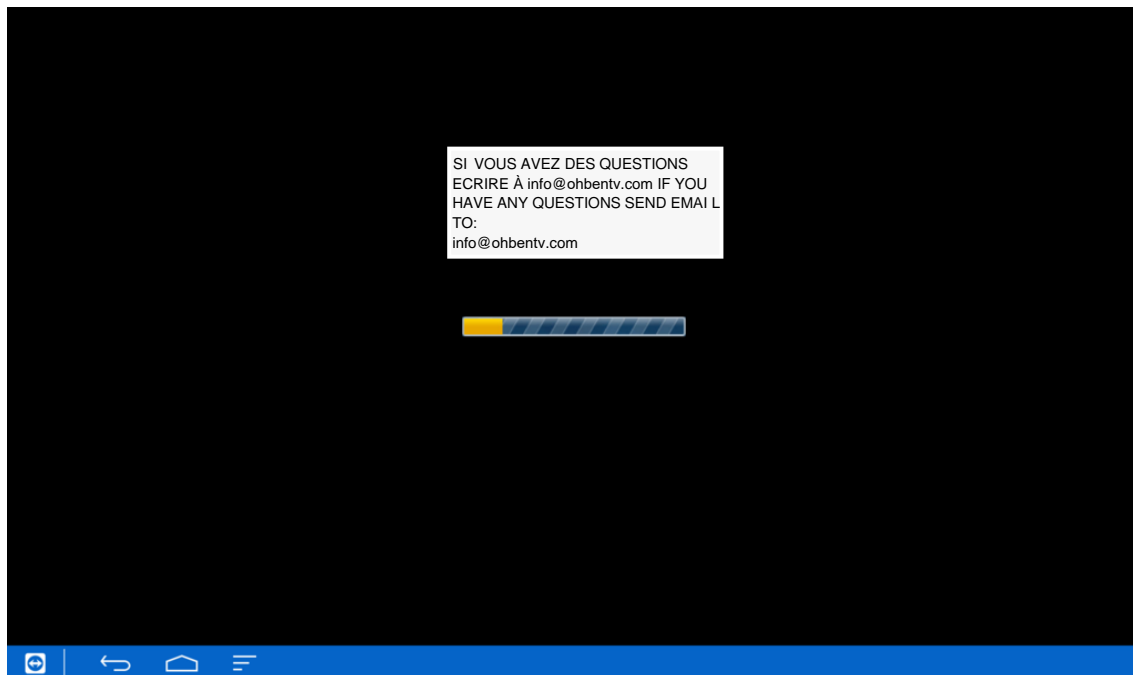 SI VOUS AVEZ DES QUESTIONS
ECRIRE À info@ohbentv.com IF YOU
HAVE ANY QUESTIONS SEND EMAI L
TO:
info@ohbentv.com